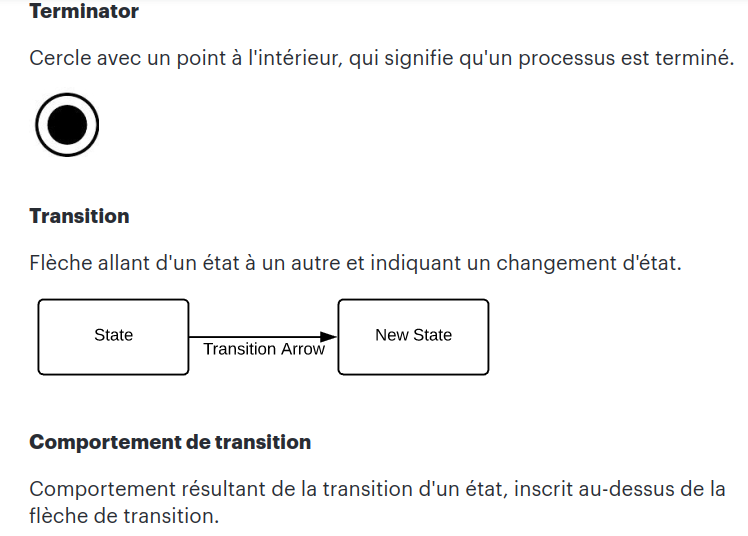 Terminator
Cercle avec un point à l'intérieur, qui signifie qu'un processus est terminé.
Transition
Flèche allant d'un état à un autre et indiquant un changement d'état.
State
Transition Arrow
New State
Comportement de transition
Comportement résultant de la transition d'un état, inscrit au-dessus de la
flèche de transition.